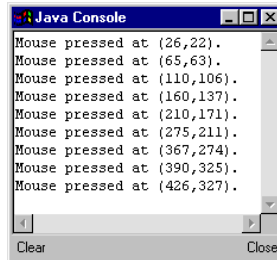 Java Console
Mouse pressed at (26,22).
Mouse pressed at (65,63).
Mouse pressed at (110,106).
Mouse pressed at (160,137).
Mouse pressed at (210,171).
Mouse pressed at (275,211).
Mouse pressed at (367,274).
Mouse pressed at (390,325).
Mouse pressed at (426,327).
Clear Close